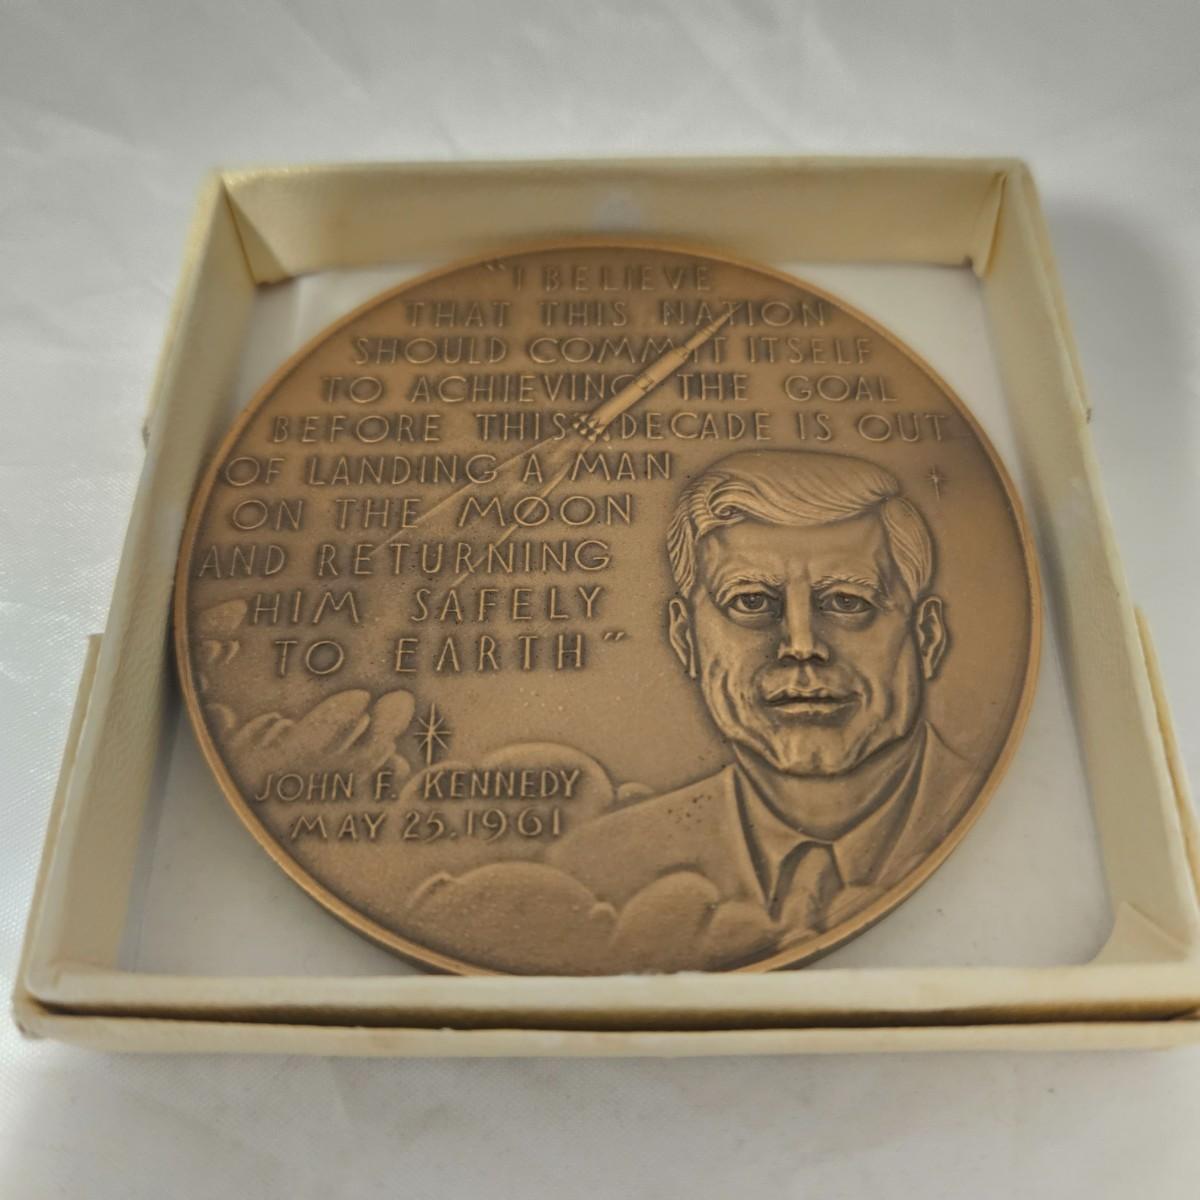 "I BELIEVE
THAT THIS NATION
SHOULD COMMIT ITSELF
TO ACHIEVING THE GOAL
BEFORE THIS DECADE IS OUT
OF LANDING A MAN
ON THE MOON
AND RETURNING
HIM SAFELY
TO EARTH"
JOHN F. KENNEDY
MAY 25.1961